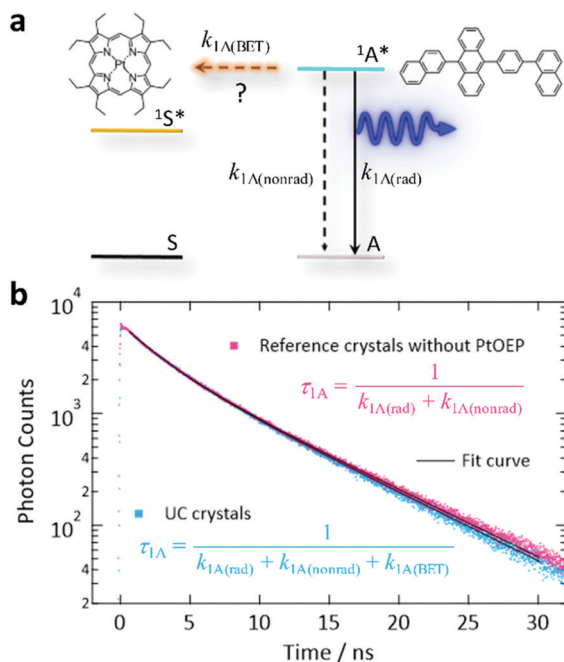 a
k1A(BET)
?
1A*
1S*
N
N
Pt
N
N
k1A(nonrad)
k1A(rad)
S
A
b
Photon Counts
10^4
4
2
10^3
4
2
10^2
4
2
Reference crystals without PtOEP
τ1A = 1 / (k1A(rad) + k1A(nonrad))
Fit curve
UC crystals
τ1A = 1 / (k1A(rad) + k1A(nonrad) + k1A(BET))
0 5 10 15 20 25 30
Time / ns